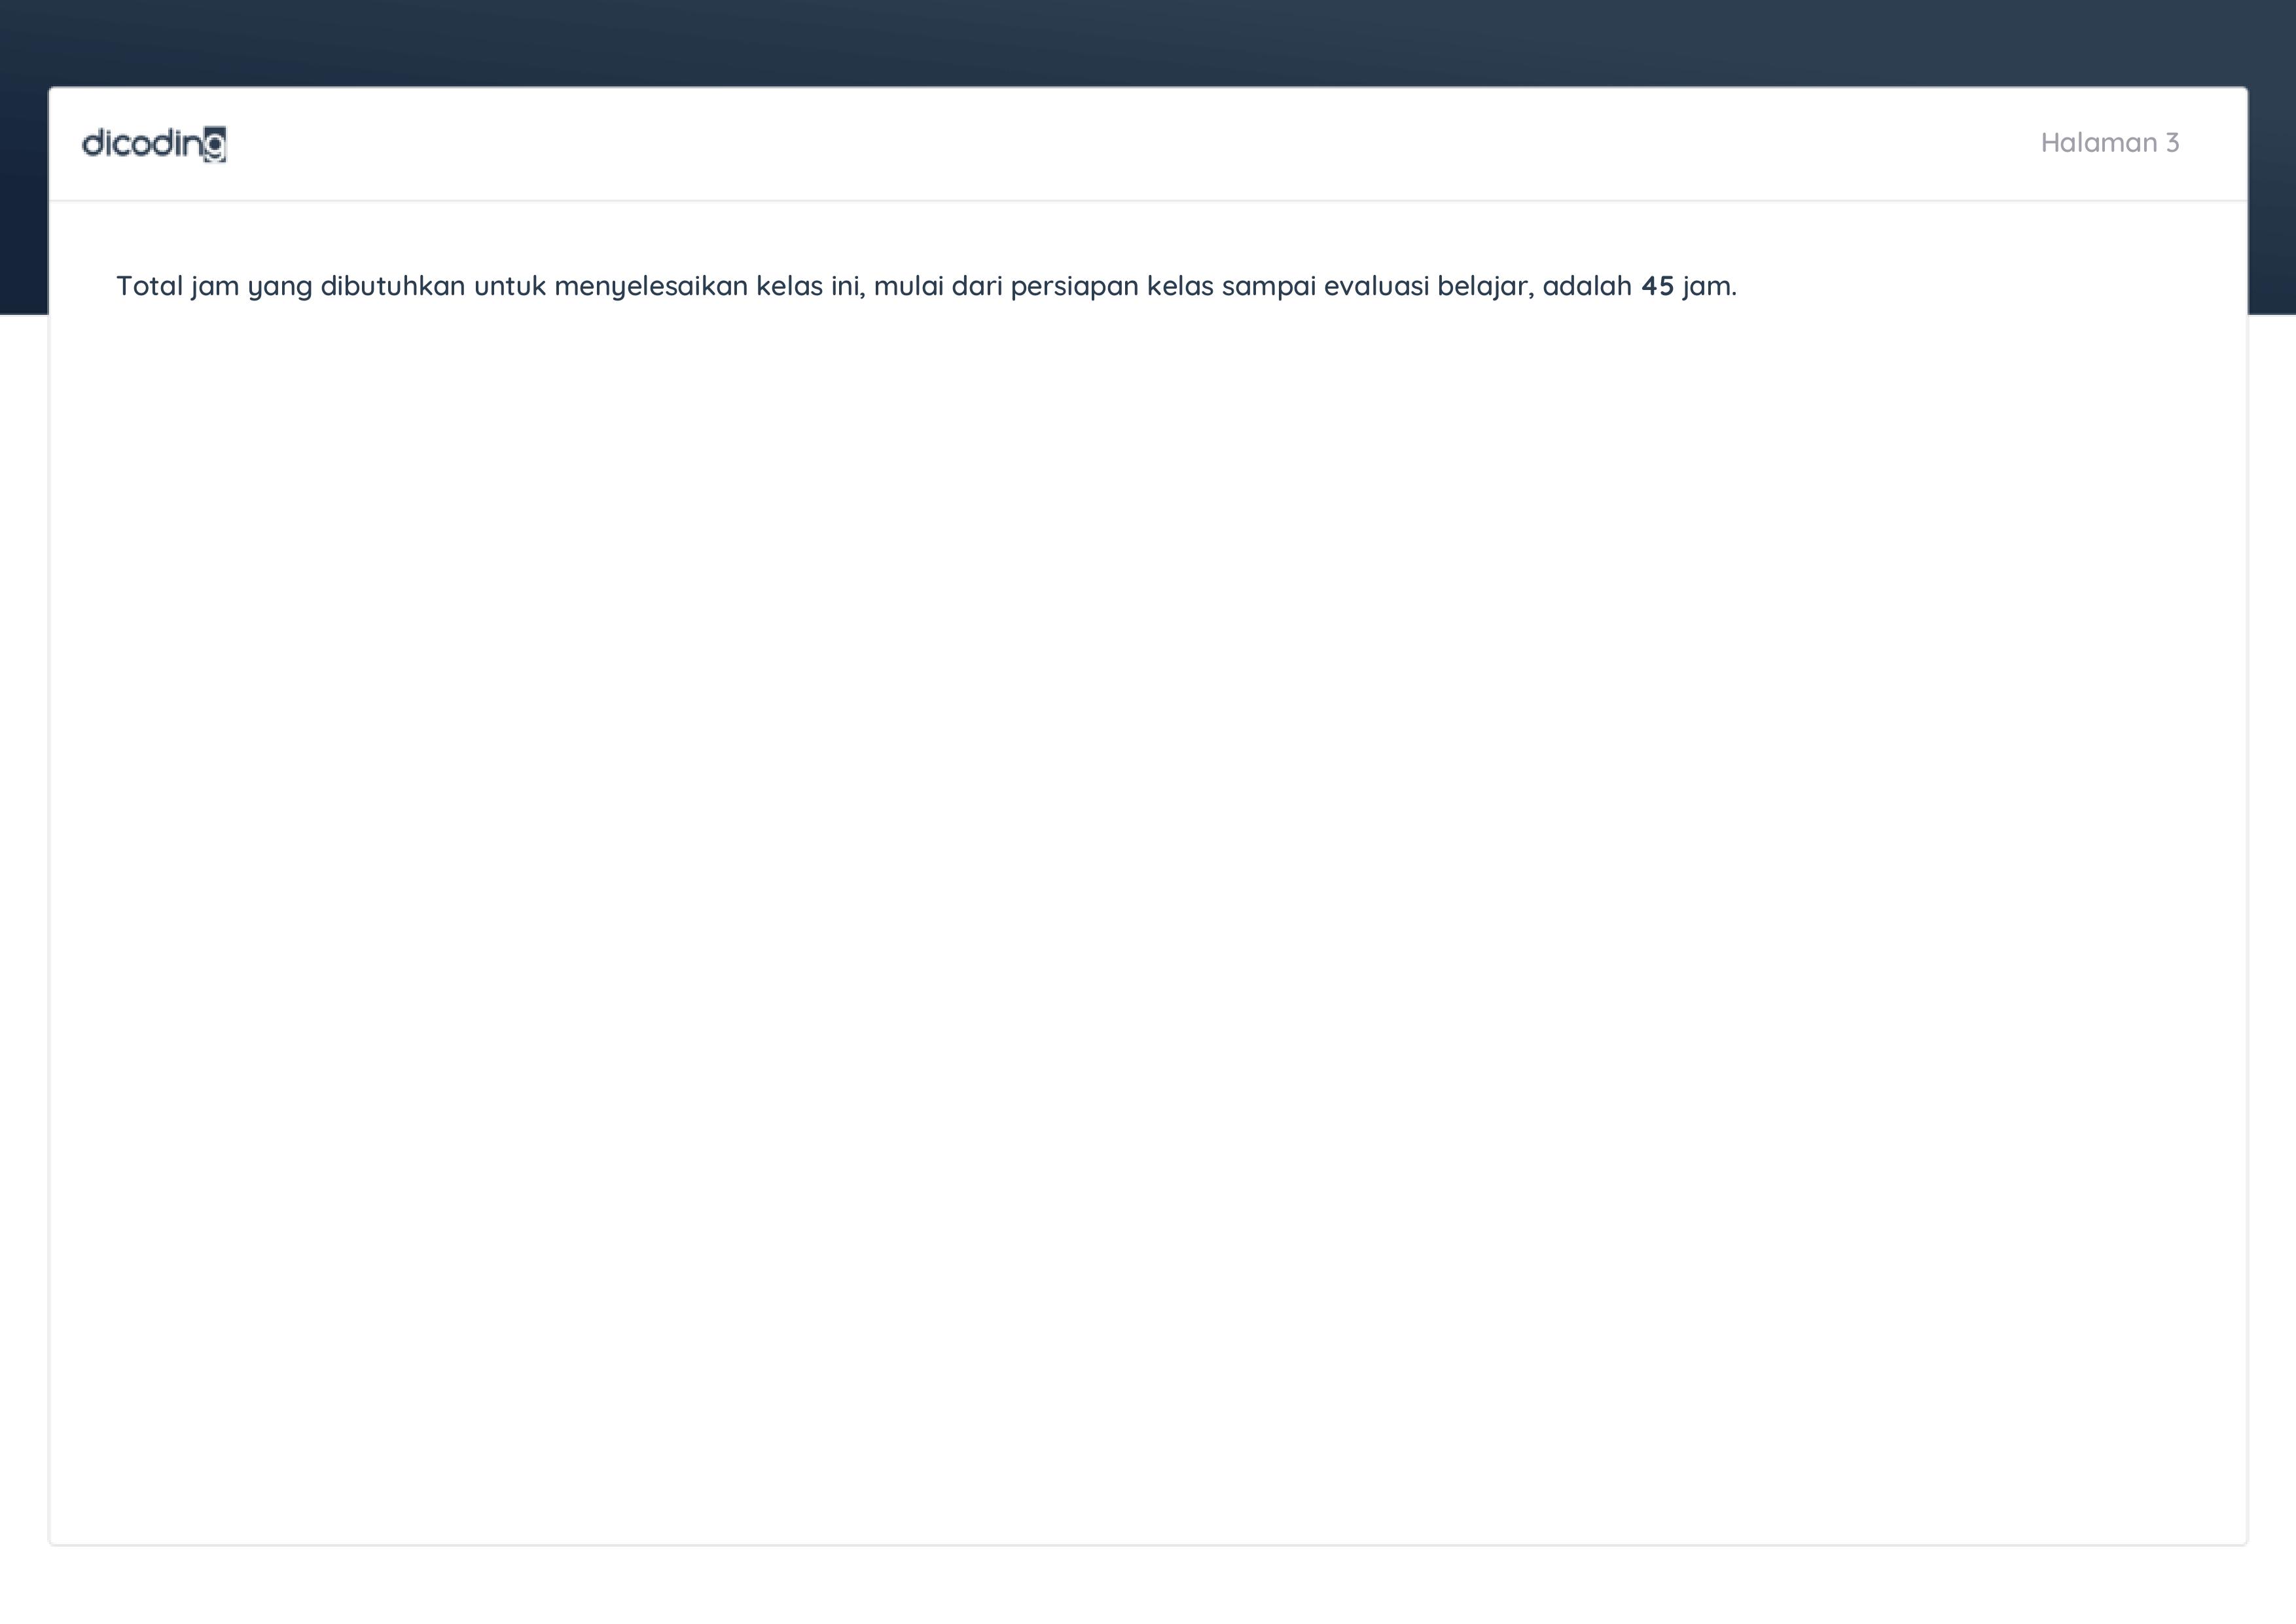 dicoding
Halaman 3
Total jam yang dibutuhkan untuk menyelesaikan kelas ini, mulai dari persiapan kelas sampai evaluasi belajar, adalah 45 jam.